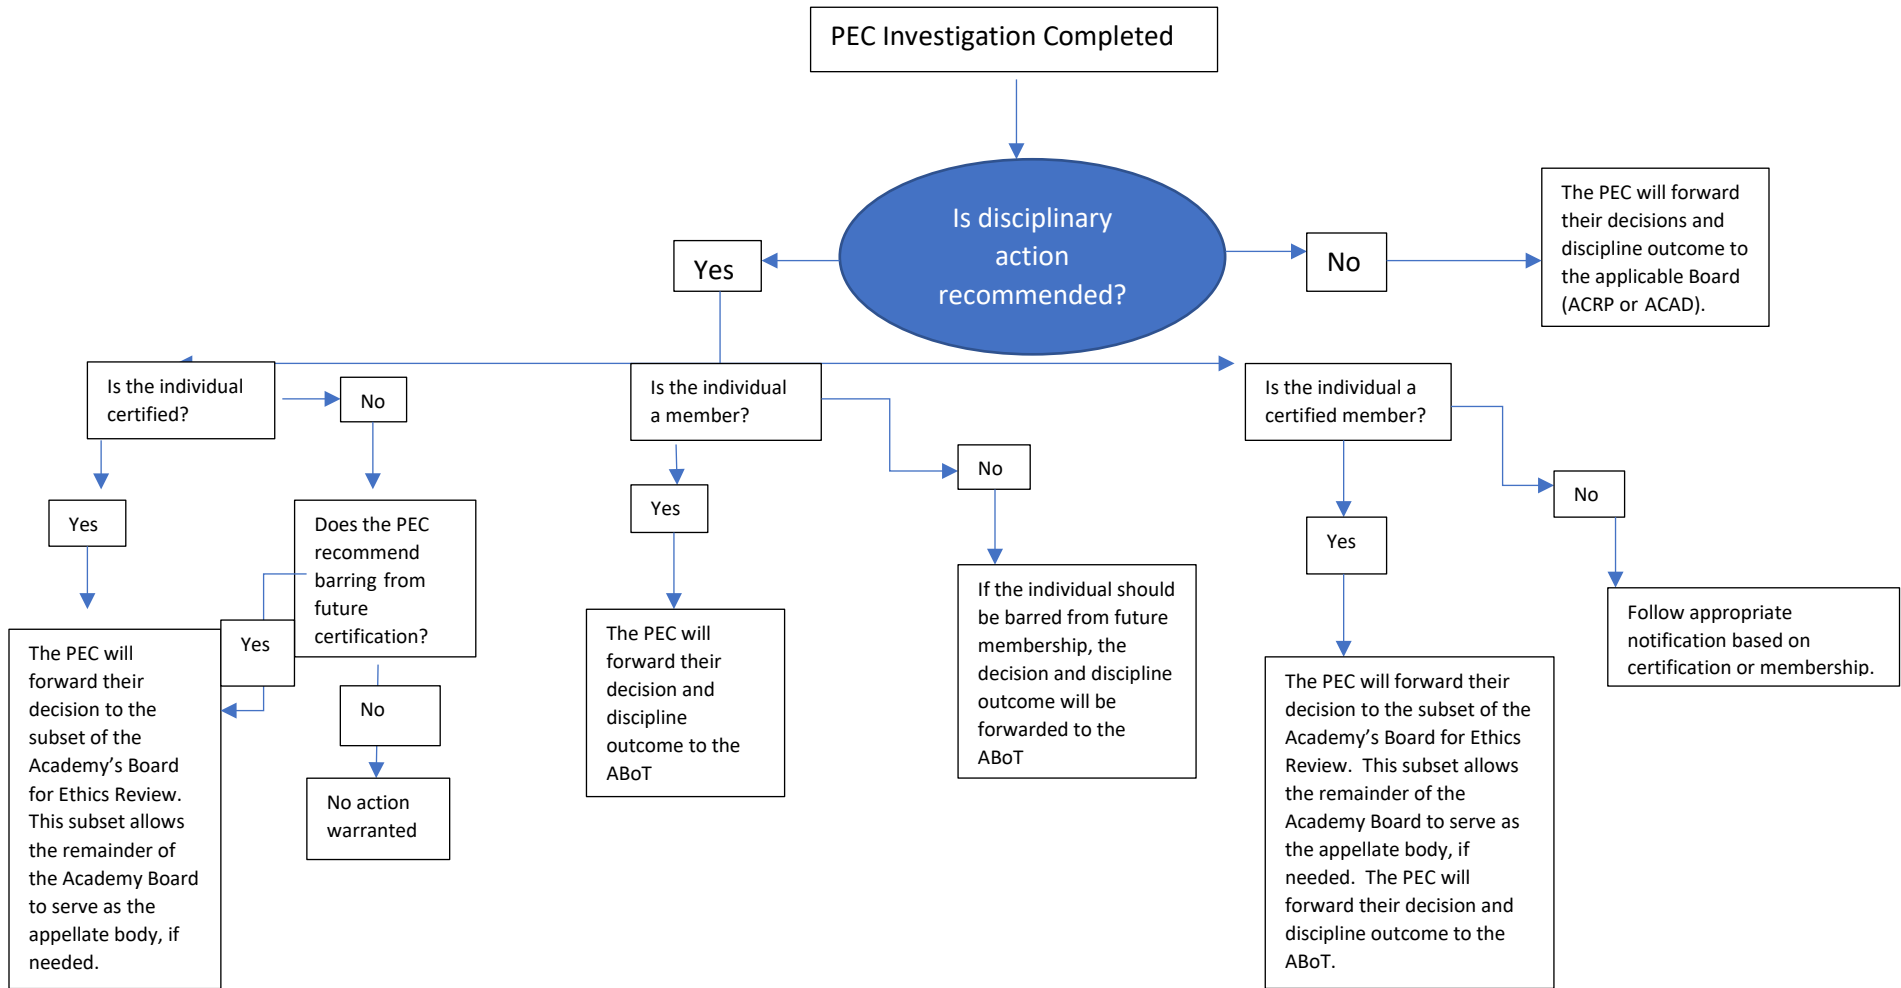 PEC Investigation Completed
Is disciplinary
action
recommended?
Yes
No
The PEC will forward
their decisions and
discipline outcome to
the applicable Board
(ACRP or ACAD).
Is the individual
certified?
No
Yes
Does the PEC
recommend
barring from
future
certification?
Yes
No
No action
warranted
The PEC will
forward their
decision to the
subset of the
Academy’s Board
for Ethics Review.
This subset allows
the remainder of
the Academy Board
to serve as the
appellate body, if
needed.
Is the individual
a member?
Yes
No
The PEC will
forward their
decision and
discipline
outcome to the
ABoT
If the individual should
be barred from future
membership, the
decision and discipline
outcome will be
forwarded to the
ABoT
Is the individual a
certified member?
Yes
No
The PEC will forward their
decision to the subset of the
Academy’s Board for Ethics
Review.  This subset allows
the remainder of the
Academy Board to serve as
the appellate body, if
needed.  The PEC will
forward their decision and
discipline outcome to the
ABoT.
Follow appropriate
notification based on
certification or membership.